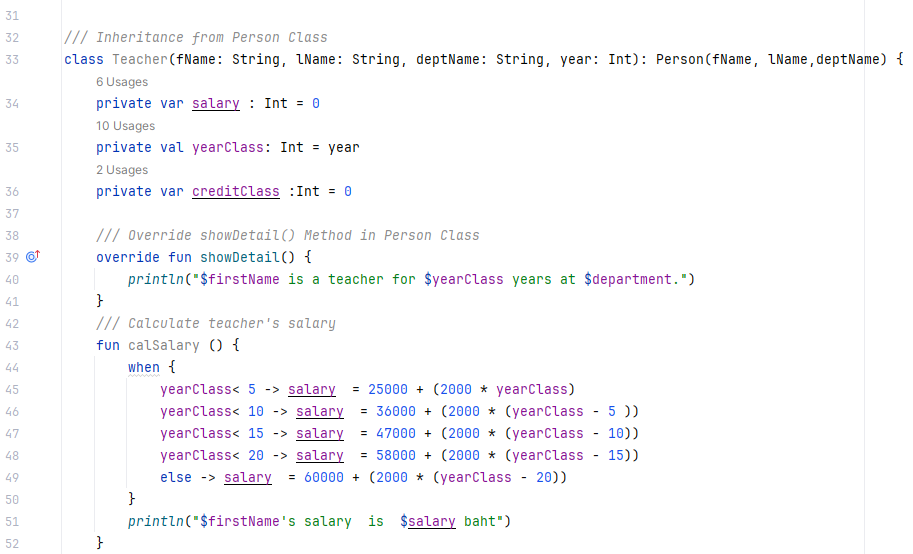 31
32 /// Inheritance from Person Class
33 class Teacher(fName: String, lName: String, deptName: String, year: Int): Person(fName, lName,deptName) {
6 Usages
34 private var salary : Int = 0
10 Usages
35 private val yearClass: Int = year
2 Usages
36 private var creditClass :Int = 0
37
38 /// Override showDetail() Method in Person Class
39 override fun showDetail() {
40 println("$firstName is a teacher for $yearClass years at $department.")
41 }
42 /// Calculate teacher's salary
43 fun calSalary () {
44 when {
45 yearClass< 5 -> salary  = 25000 + (2000 * yearClass)
46 yearClass< 10 -> salary  = 36000 + (2000 * (yearClass - 5 ))
47 yearClass< 15 -> salary  = 47000 + (2000 * (yearClass - 10))
48 yearClass< 20 -> salary  = 58000 + (2000 * (yearClass - 15))
49 else -> salary  = 60000 + (2000 * (yearClass - 20))
50 }
51 println("$firstName's salary  is  $salary baht")
52 }